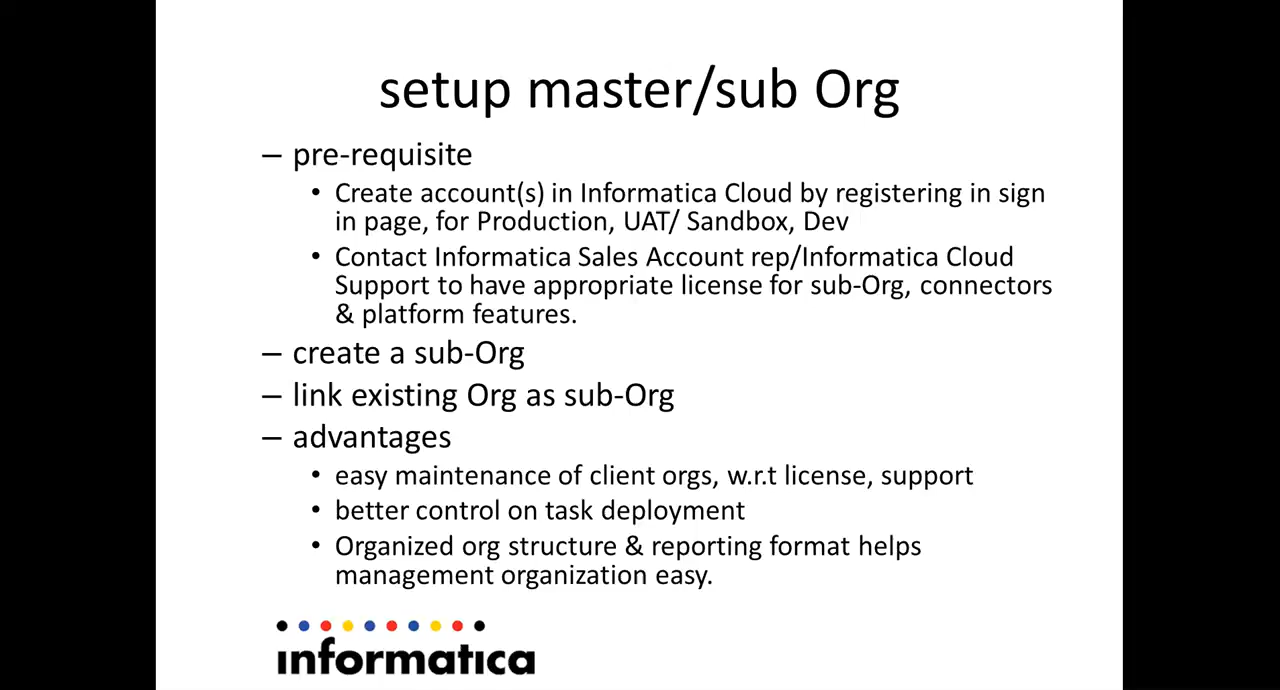 setup master/sub Org
– pre-requisite
• Create account(s) in Informatica Cloud by registering in sign
in page, for Production, UAT/ Sandbox, Dev
• Contact Informatica Sales Account rep/Informatica Cloud
Support to have appropriate license for sub-Org, connectors
& platform features.
– create a sub-Org
– link existing Org as sub-Org
– advantages
• easy maintenance of client orgs, w.r.t license, support
• better control on task deployment
• Organized org structure & reporting format helps
management organization easy.
informatica